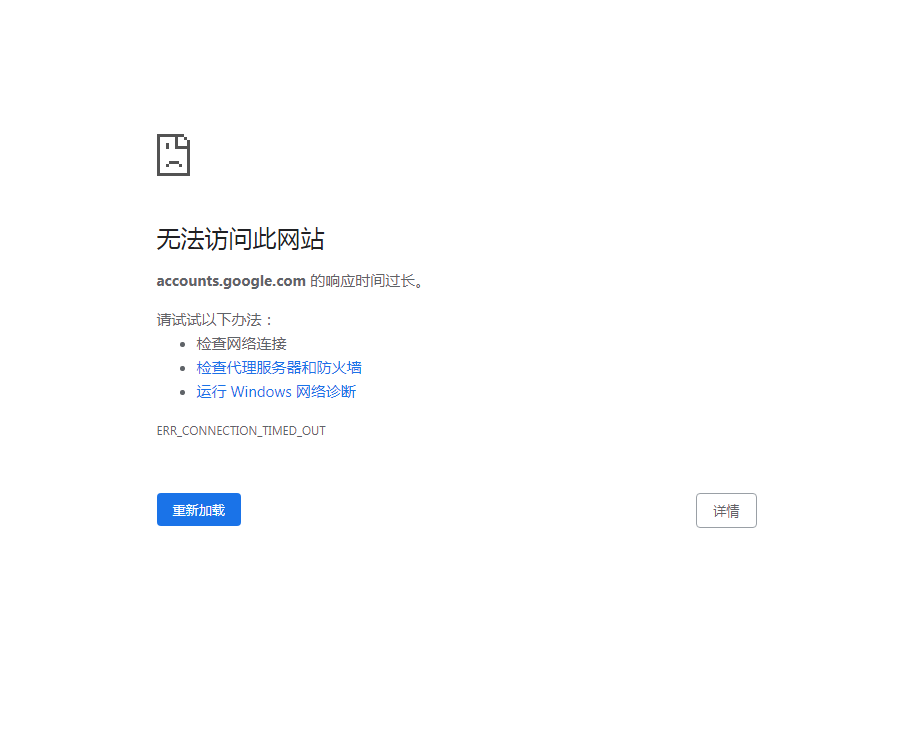 无法访问此网站
accounts.google.com 的响应时间过长。
请试试以下办法：
检查网络连接
检查代理服务器和防火墙
运行 Windows 网络诊断
ERR_CONNECTION_TIMED_OUT
重新加载
详情